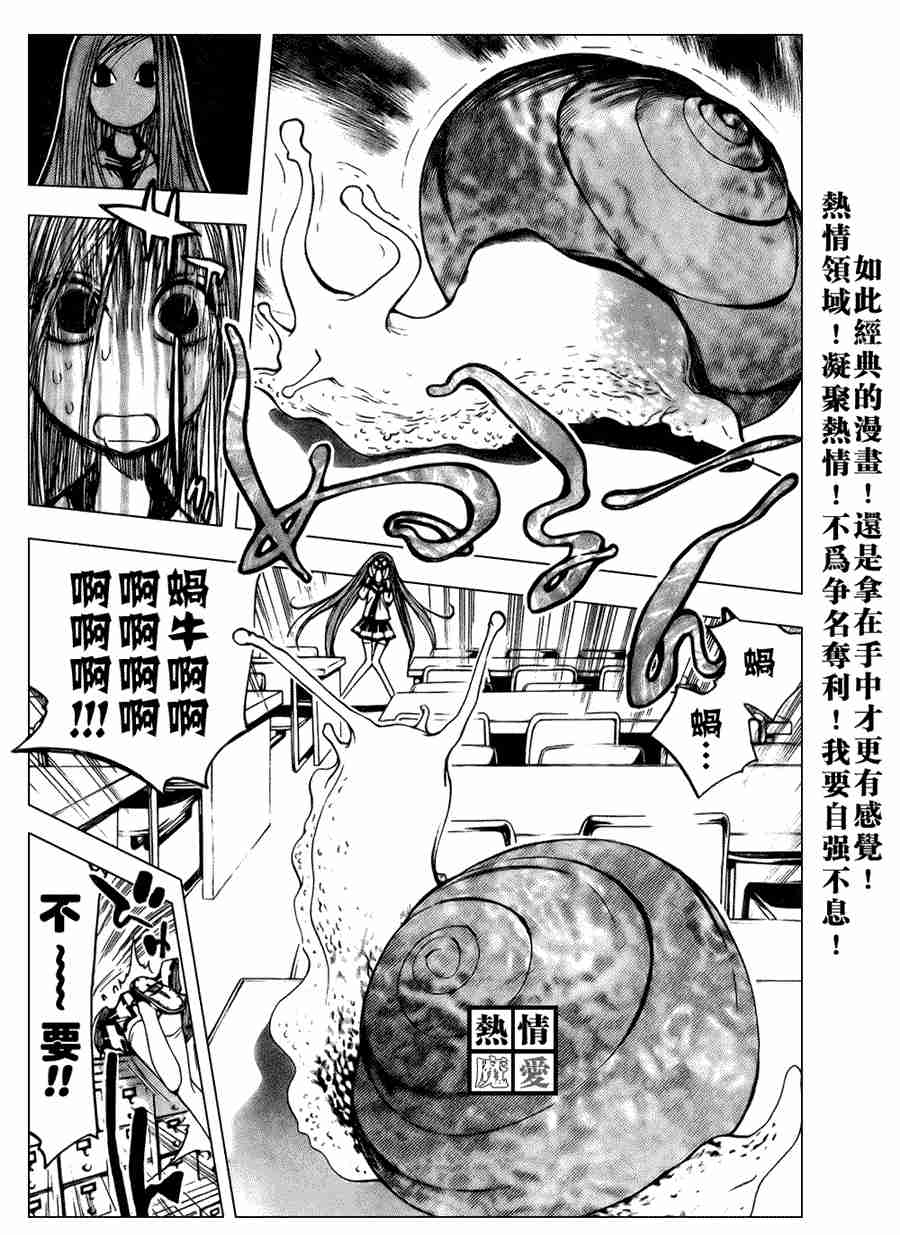 如此經典的漫畫！還是拿在手中才更有感覺！
熱情領域！凝聚熱情！不爲争名奪利！我要自强不息！
蝸
蝸…
蝸牛啊啊
啊啊啊啊
啊啊啊啊!!!
不～～要!!
熱情
魔愛